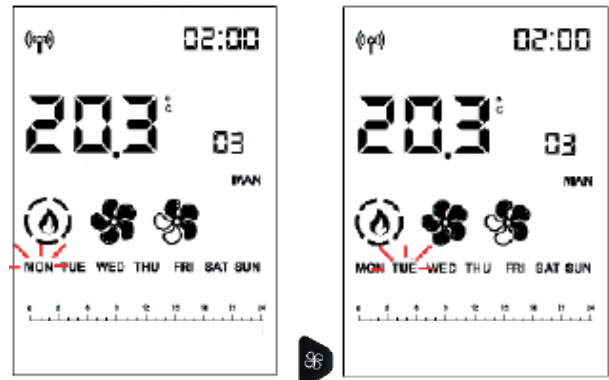 02:00
20.3 °C
03
MAN
MON TUE WED THU FRI SAT SUN
02:00
20.3 °C
03
MAN
MON TUE WED THU FRI SAT SUN